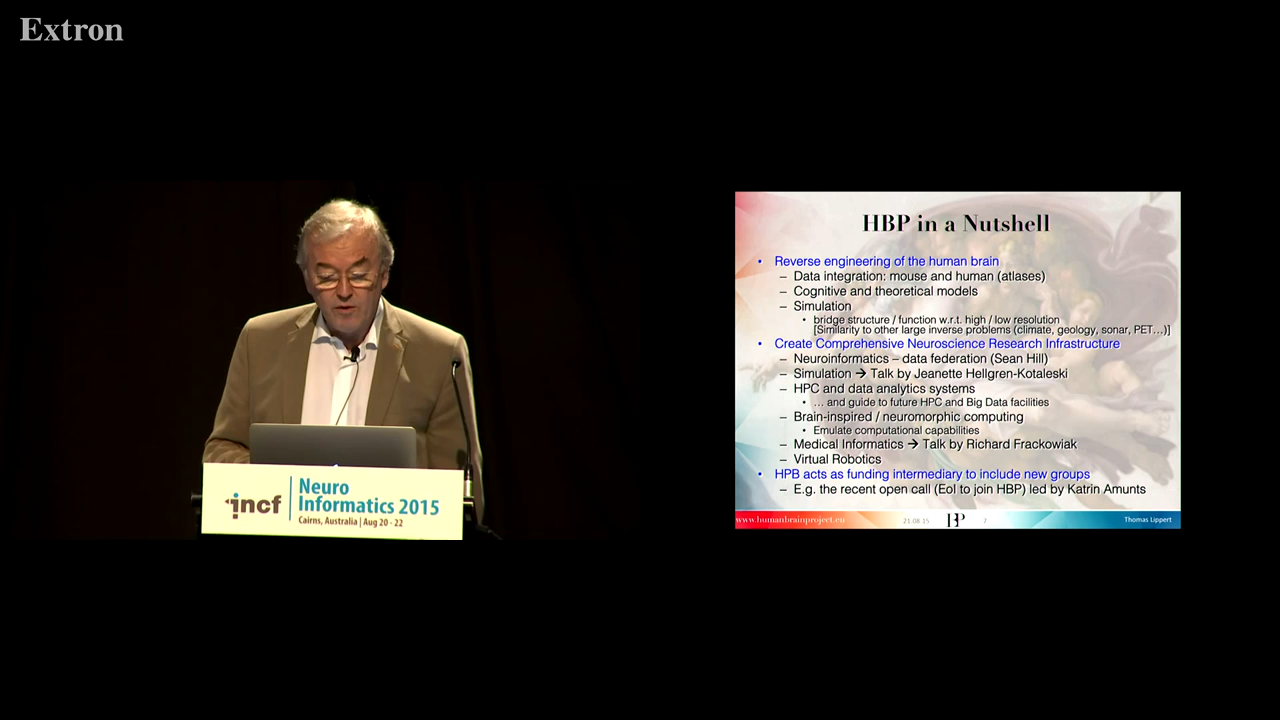 Extron
incf
Neuro
Informatics 2015
Cairns, Australia | Aug 20 - 22
HBP in a Nutshell
• Reverse engineering of the human brain
– Data integration: mouse and human (atlases)
– Cognitive and theoretical models
– Simulation
• bridge structure / function w.r.t. high / low resolution
[Similarity to other large inverse problems (climate, geology, sonar, PET…)]
• Create Comprehensive Neuroscience Research Infrastructure
– Neuroinformatics – data federation (Sean Hill)
– Simulation → Talk by Jeanette Hellgren-Kotaleski
– HPC and data analytics systems
• … and guide to future HPC and Big Data facilities
– Brain-inspired / neuromorphic computing
• Emulate computational capabilities
– Medical Informatics → Talk by Richard Frackowiak
– Virtual Robotics
• HPB acts as funding intermediary to include new groups
– E.g. the recent open call (EoI to join HBP) led by Katrin Amunts
www.humanbrainproject.eu 21.08.15 HBP 7 Thomas Lippert